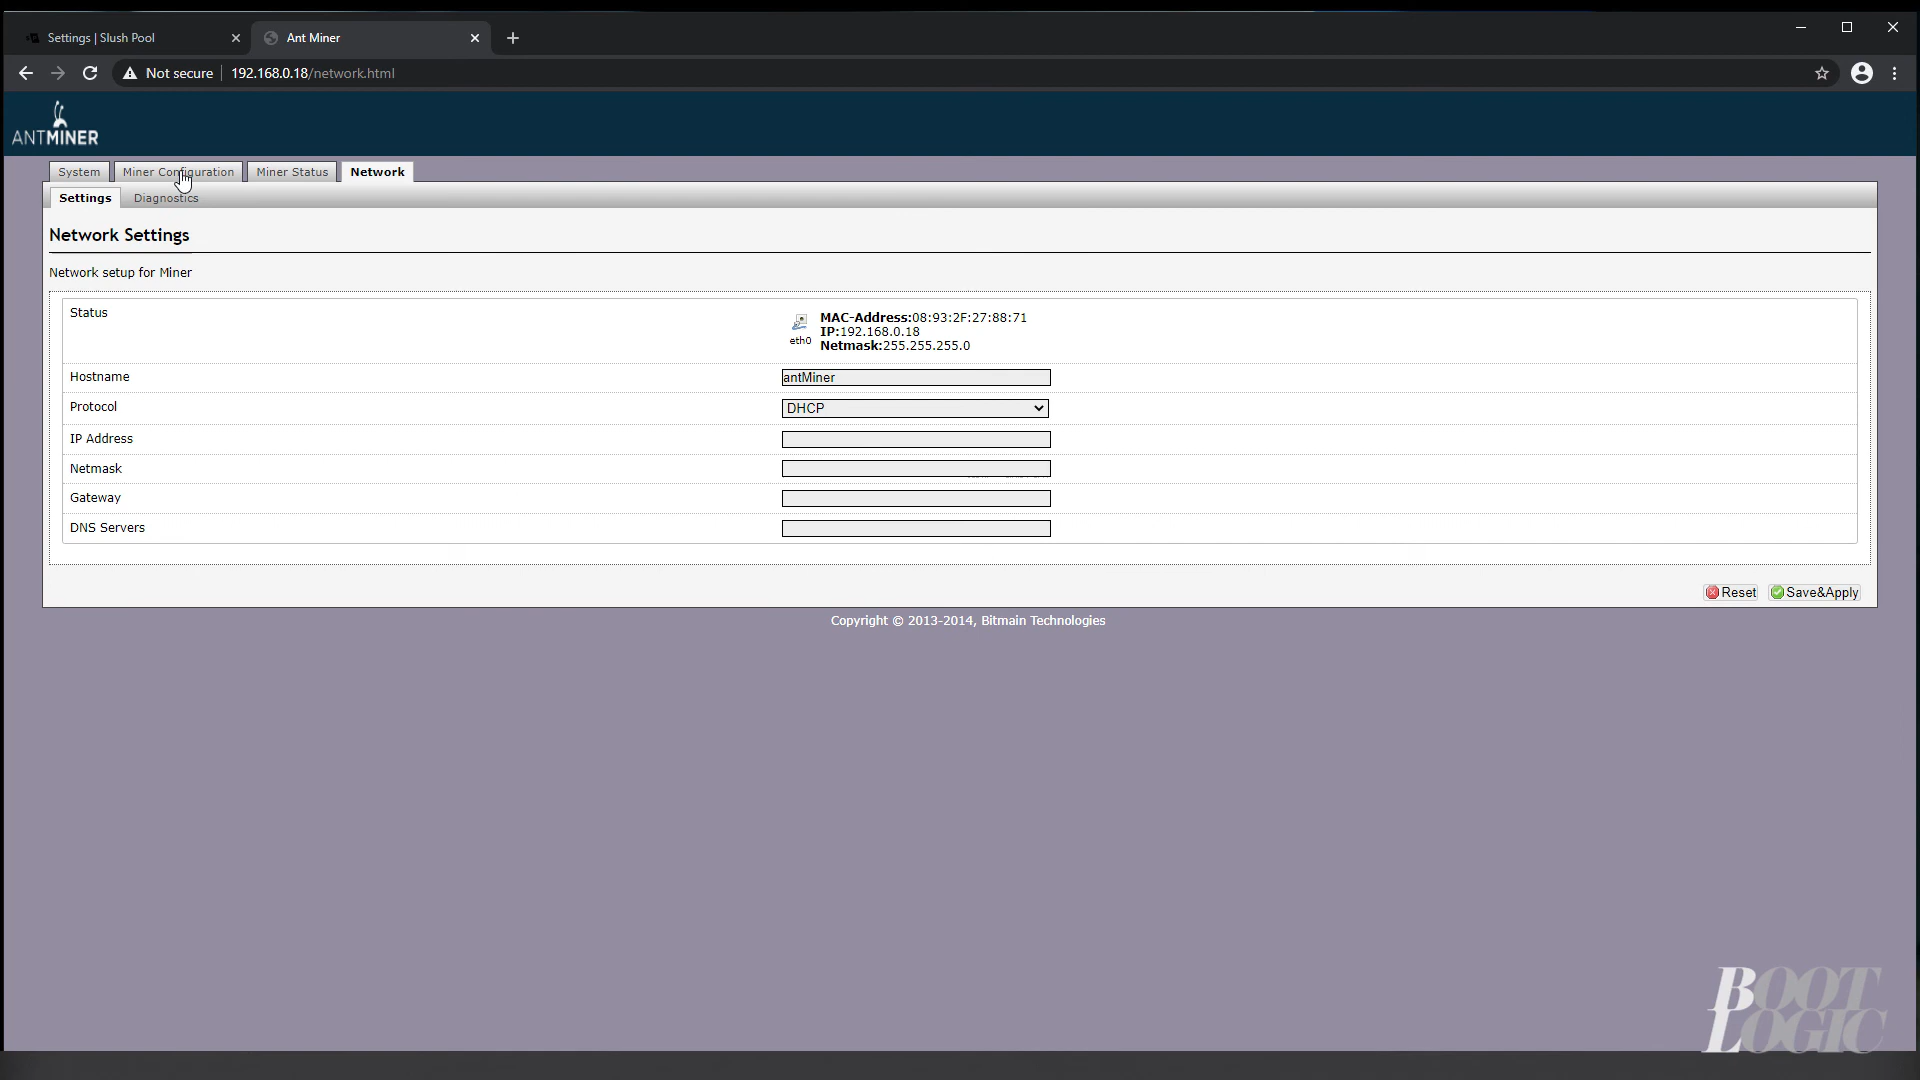 Settings | Slush Pool
Ant Miner
Not secure
192.168.0.18/network.html
ANTMINER
System
Miner Configuration
Miner Status
Network
Settings
Diagnostics
Network Settings
Network setup for Miner
Status
MAC-Address:08:93:2F:27:88:71
IP:192.168.0.18
eth0
Netmask:255.255.255.0
Hostname
antMiner
Protocol
DHCP
IP Address
Netmask
Gateway
DNS Servers
Reset
Save&Apply
Copyright © 2013-2014, Bitmain Technologies
BOOT
LOGIC